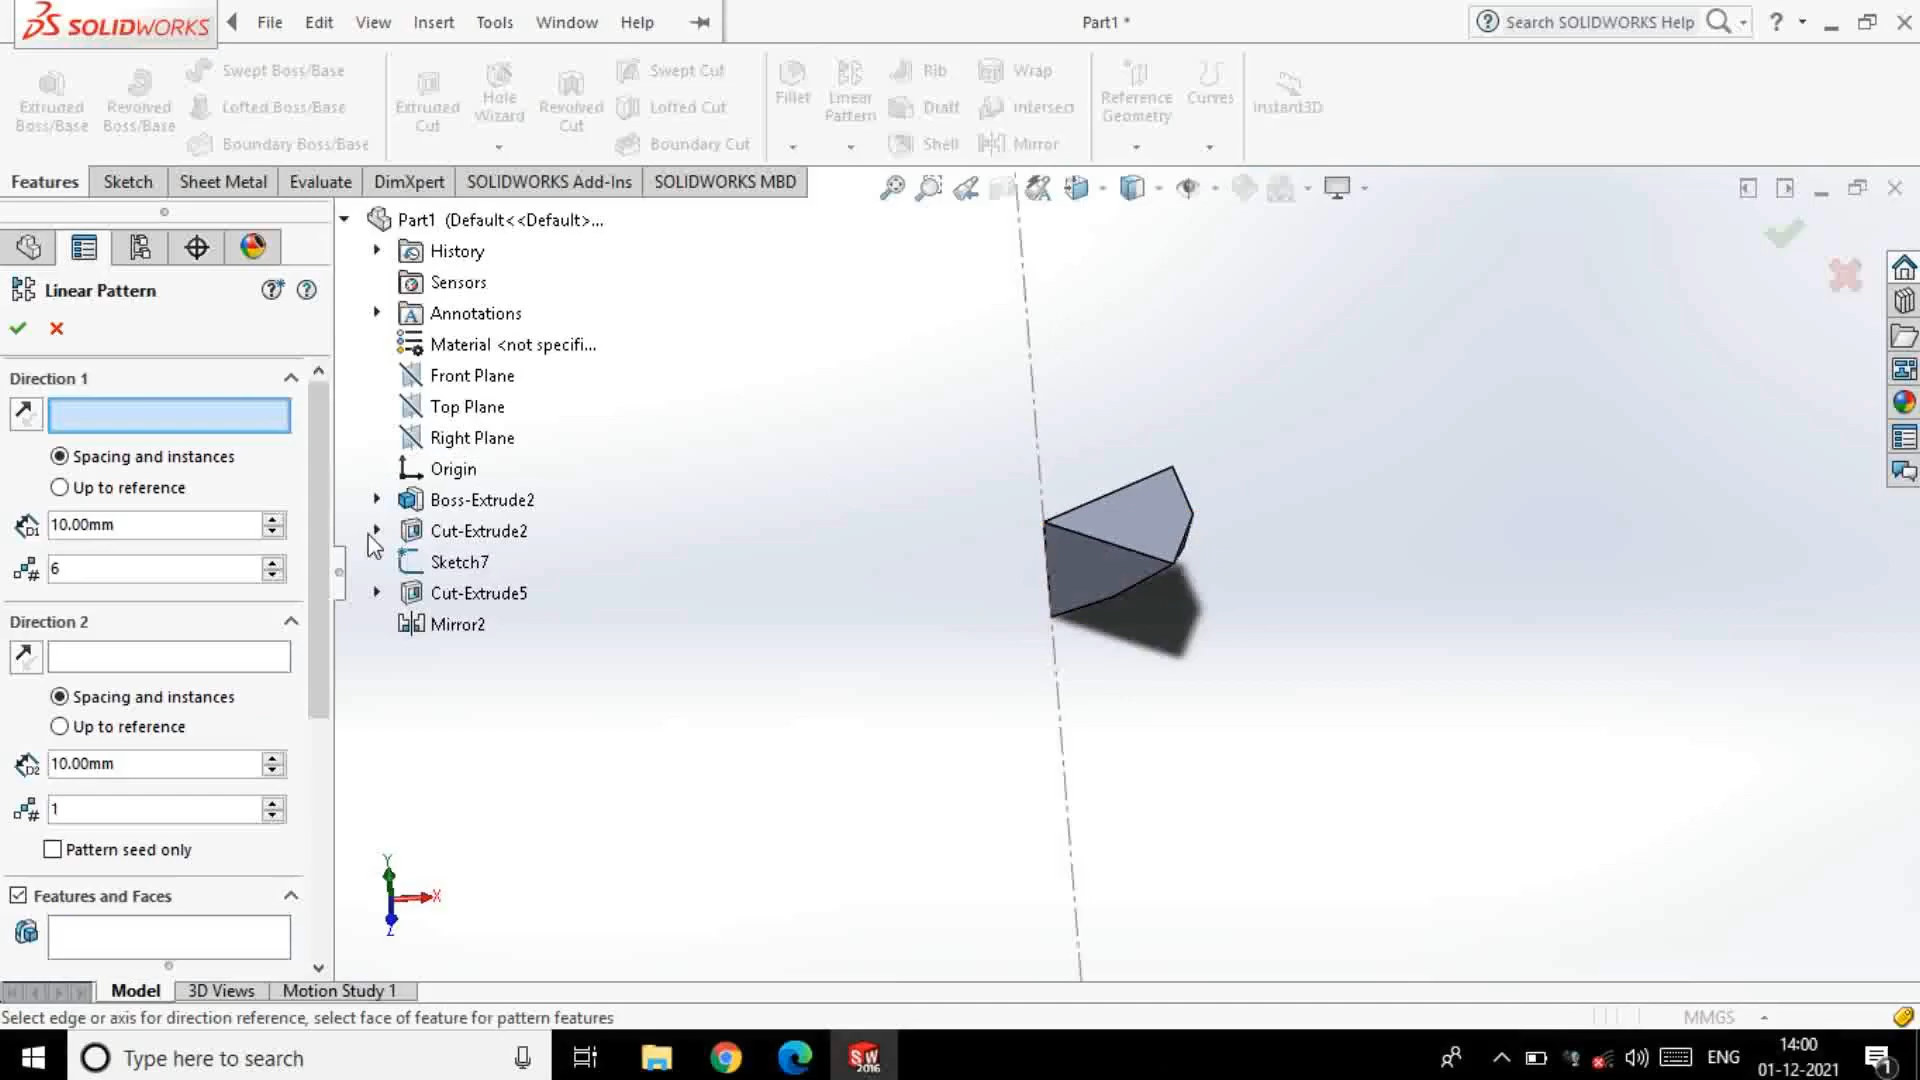 SOLIDWORKS
File Edit View Insert Tools Window Help
Part1 *
Search SOLIDWORKS Help
?
Extruded Boss/Base
Revolved Boss/Base
Swept Boss/Base
Lofted Boss/Base
Boundary Boss/Base
Extruded Cut
Hole Wizard
Revolved Cut
Swept Cut
Lofted Cut
Boundary Cut
Fillet
Linear Pattern
Rib
Draft
Shell
Wrap
Intersect
Mirror
Reference Geometry
Curves
Instant3D
Features Sketch Sheet Metal Evaluate DimXpert SOLIDWORKS Add-Ins SOLIDWORKS MBD
Linear Pattern
Direction 1
Spacing and instances
Up to reference
D1 10.00mm
# 6
Direction 2
Spacing and instances
Up to reference
D2 10.00mm
# 1
Pattern seed only
Features and Faces
Part1 (Default<<Default>...
History
Sensors
Annotations
Material <not specifi...
Front Plane
Top Plane
Right Plane
Origin
Boss-Extrude2
Cut-Extrude2
Sketch7
Cut-Extrude5
Mirror2
Y
X
Z
Model 3D Views Motion Study 1
Select edge or axis for direction reference, select face of feature for pattern features
MMGS
Type here to search
SW 2016
ENG
14:00
01-12-2021
1